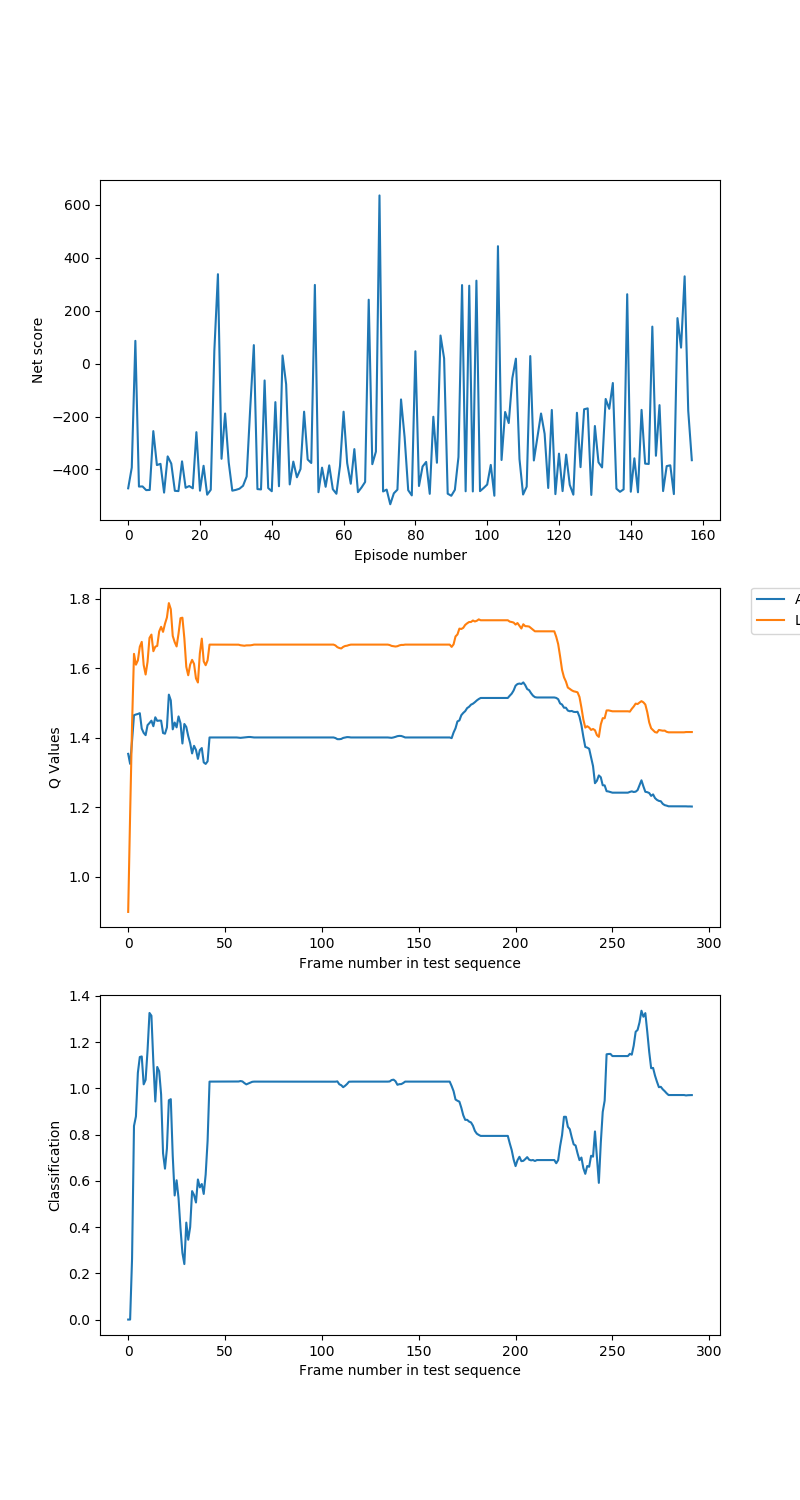 600
400
200
0
−200
−400
Net score
0 20 40 60 80 100 120 140 160
Episode number
1.8
1.6
1.4
1.2
1.0
Q Values
0 50 100 150 200 250 300
Frame number in test sequence
1.4
1.2
1.0
0.8
0.6
0.4
0.2
0.0
Classification
0 50 100 150 200 250 300
Frame number in test sequence